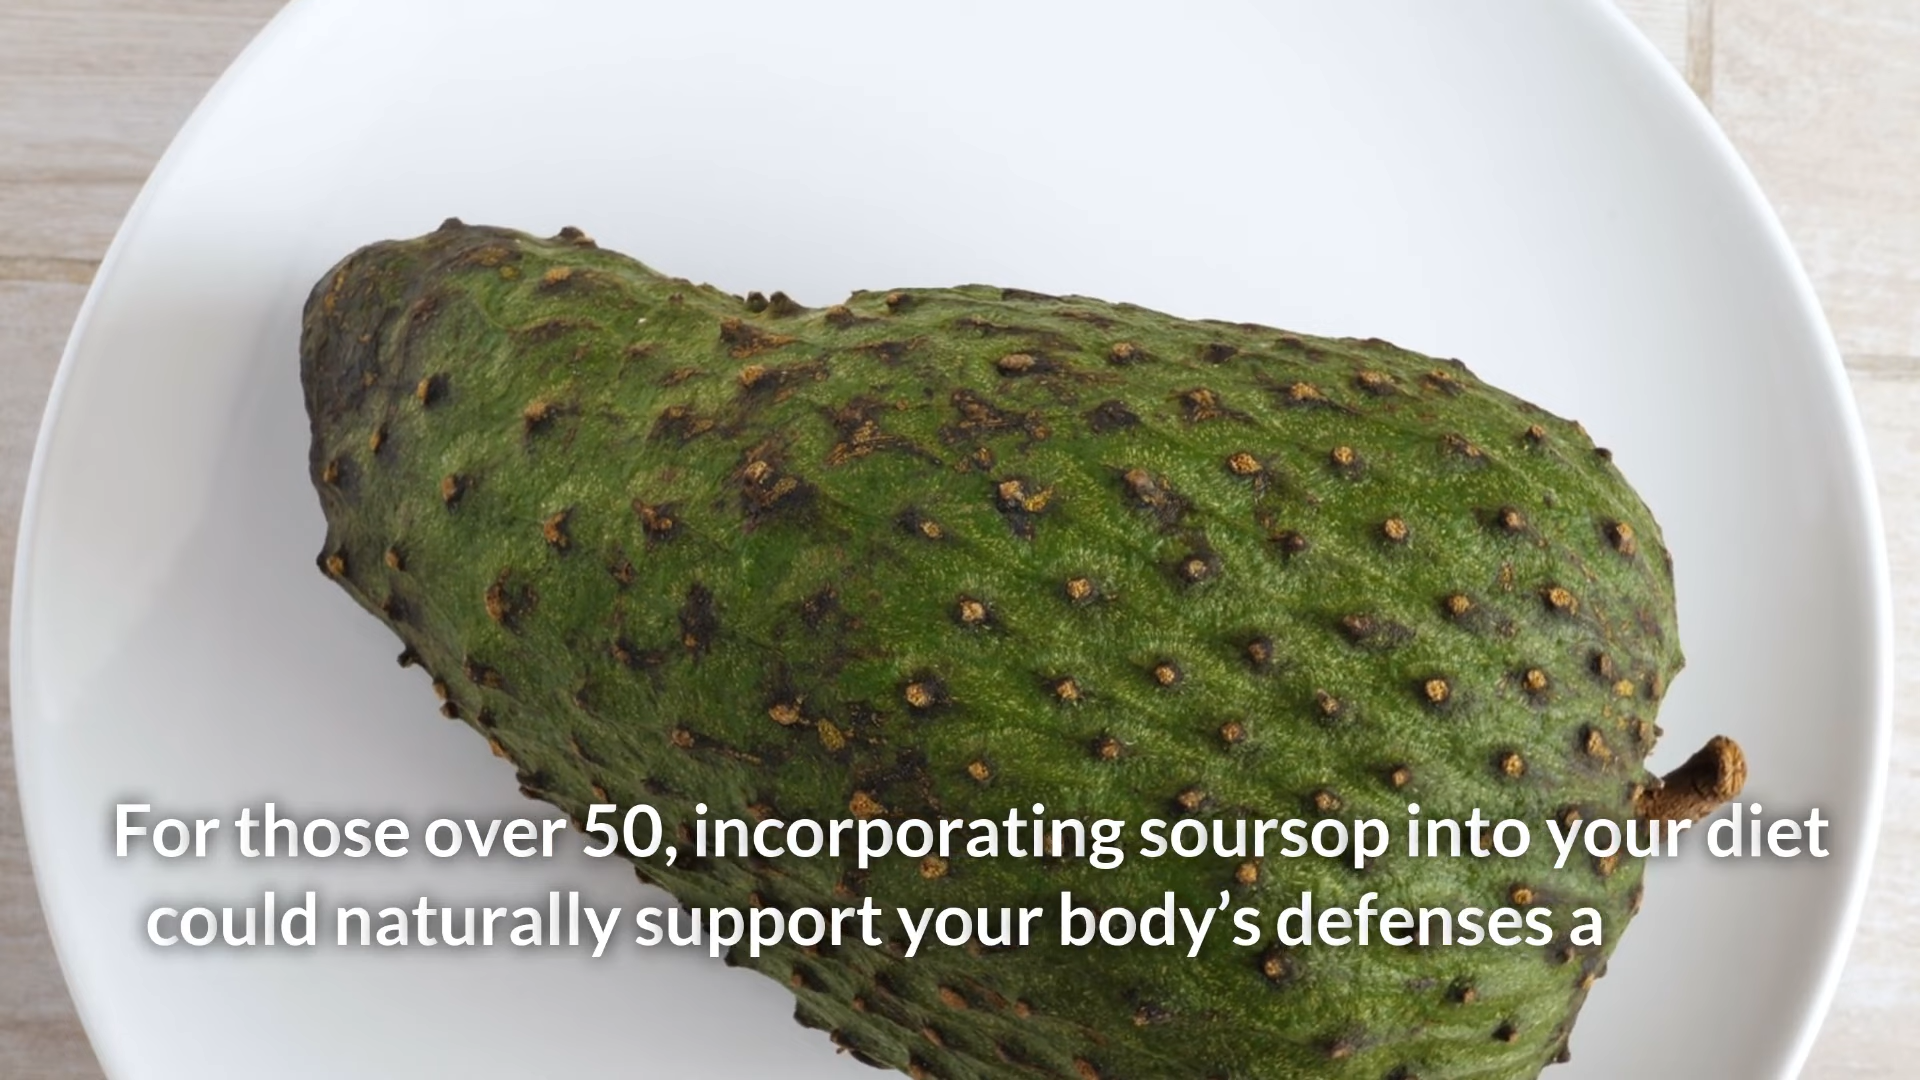 For those over 50, incorporating soursop into your diet
could naturally support your body’s defenses a